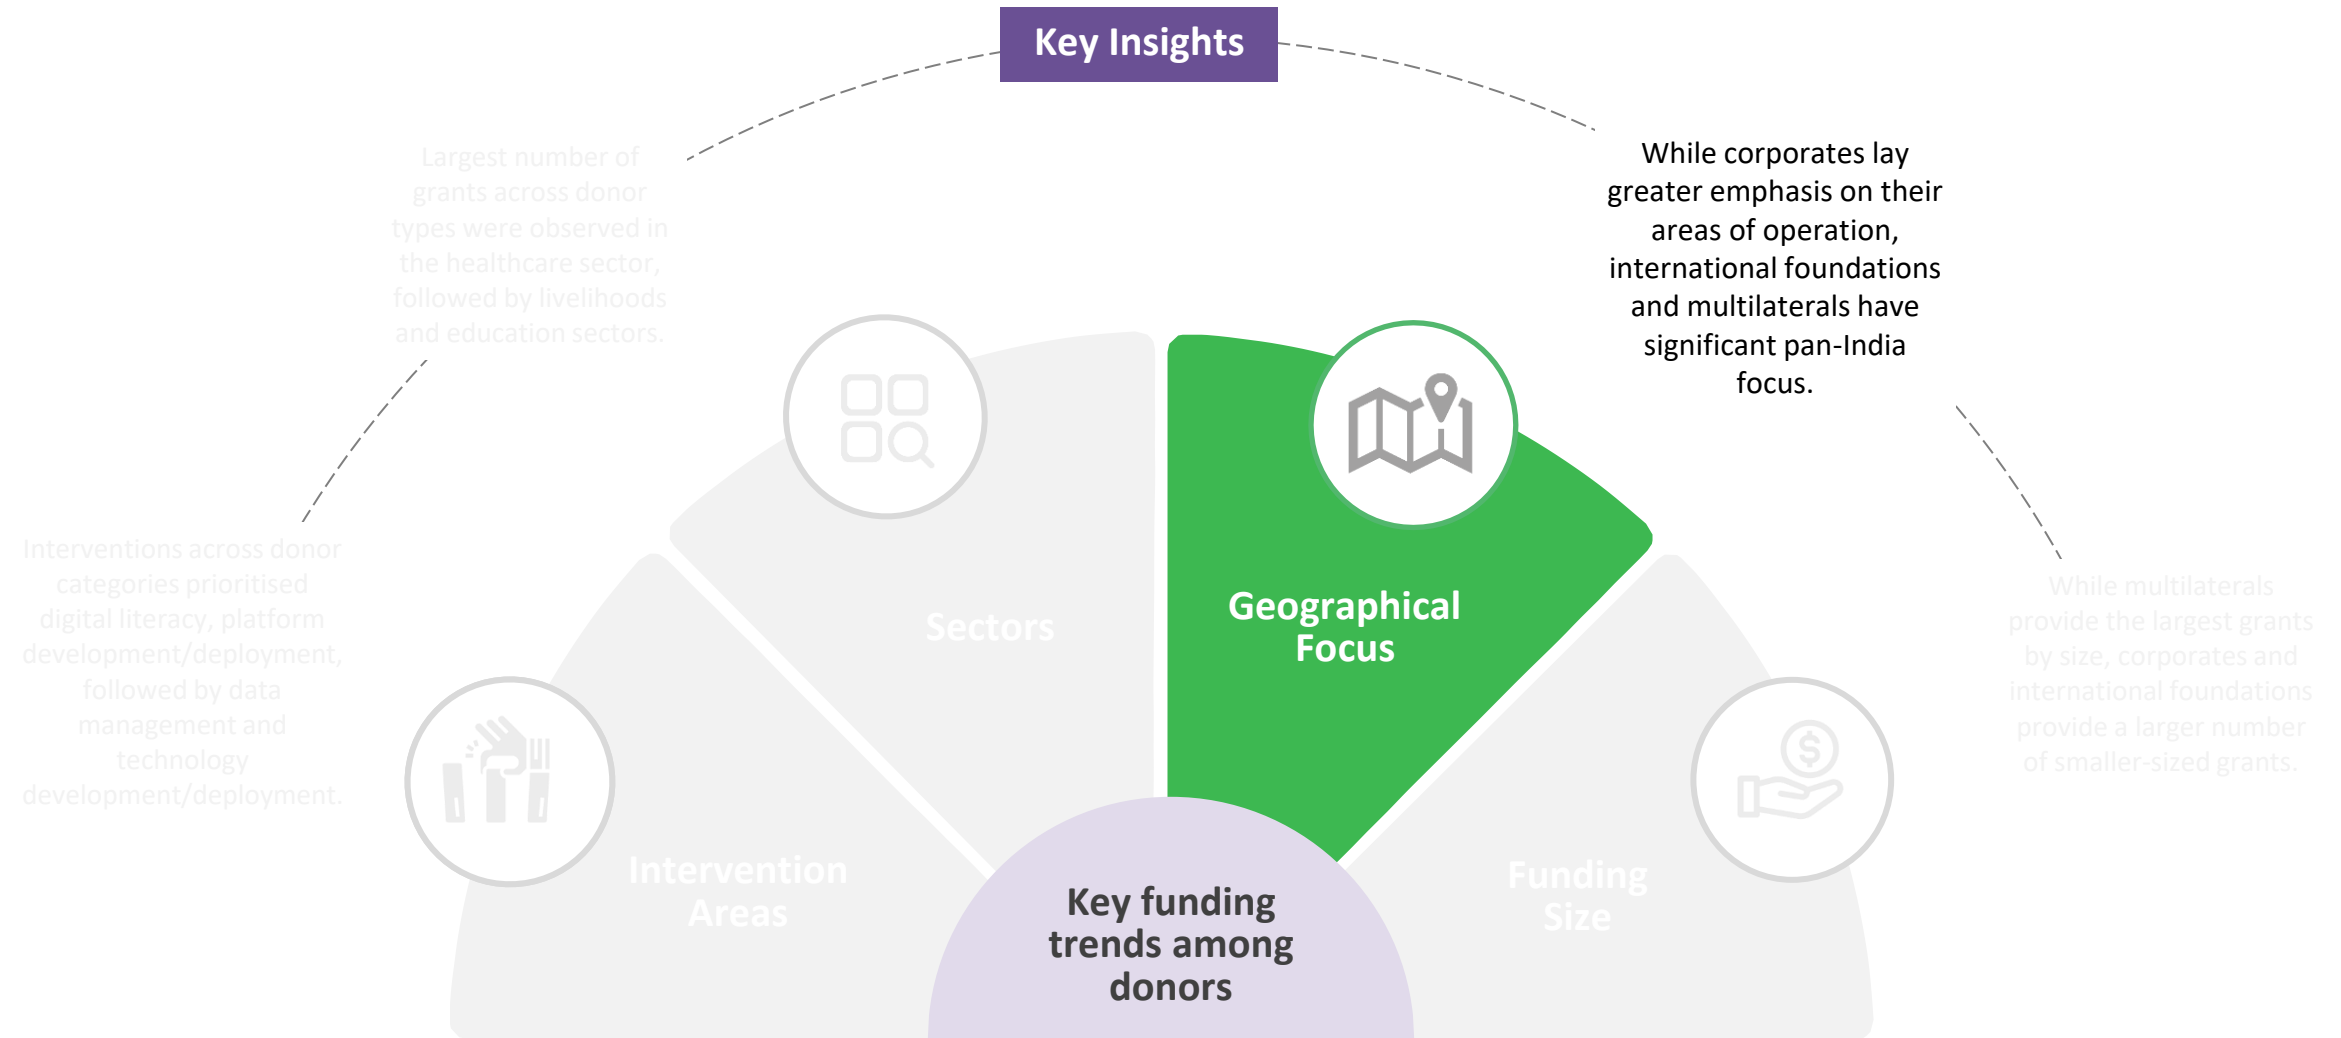 Key Insights
Largest number of
grants across donor
types were observed in
the healthcare sector,
followed by livelihoods
and education sectors.
While corporates lay
greater emphasis on their
areas of operation,
international foundations
and multilaterals have
significant pan-India
focus.
Interventions across donor
categories prioritised
digital literacy, platform
development/deployment,
followed by data
management and
technology
development/deployment.
While multilaterals
provide the largest grants
by size, corporates and
international foundations
provide a larger number
of smaller-sized grants.
Sectors
Geographical
Focus
Intervention
Areas
Funding
Size
$
Key funding
trends among
donors